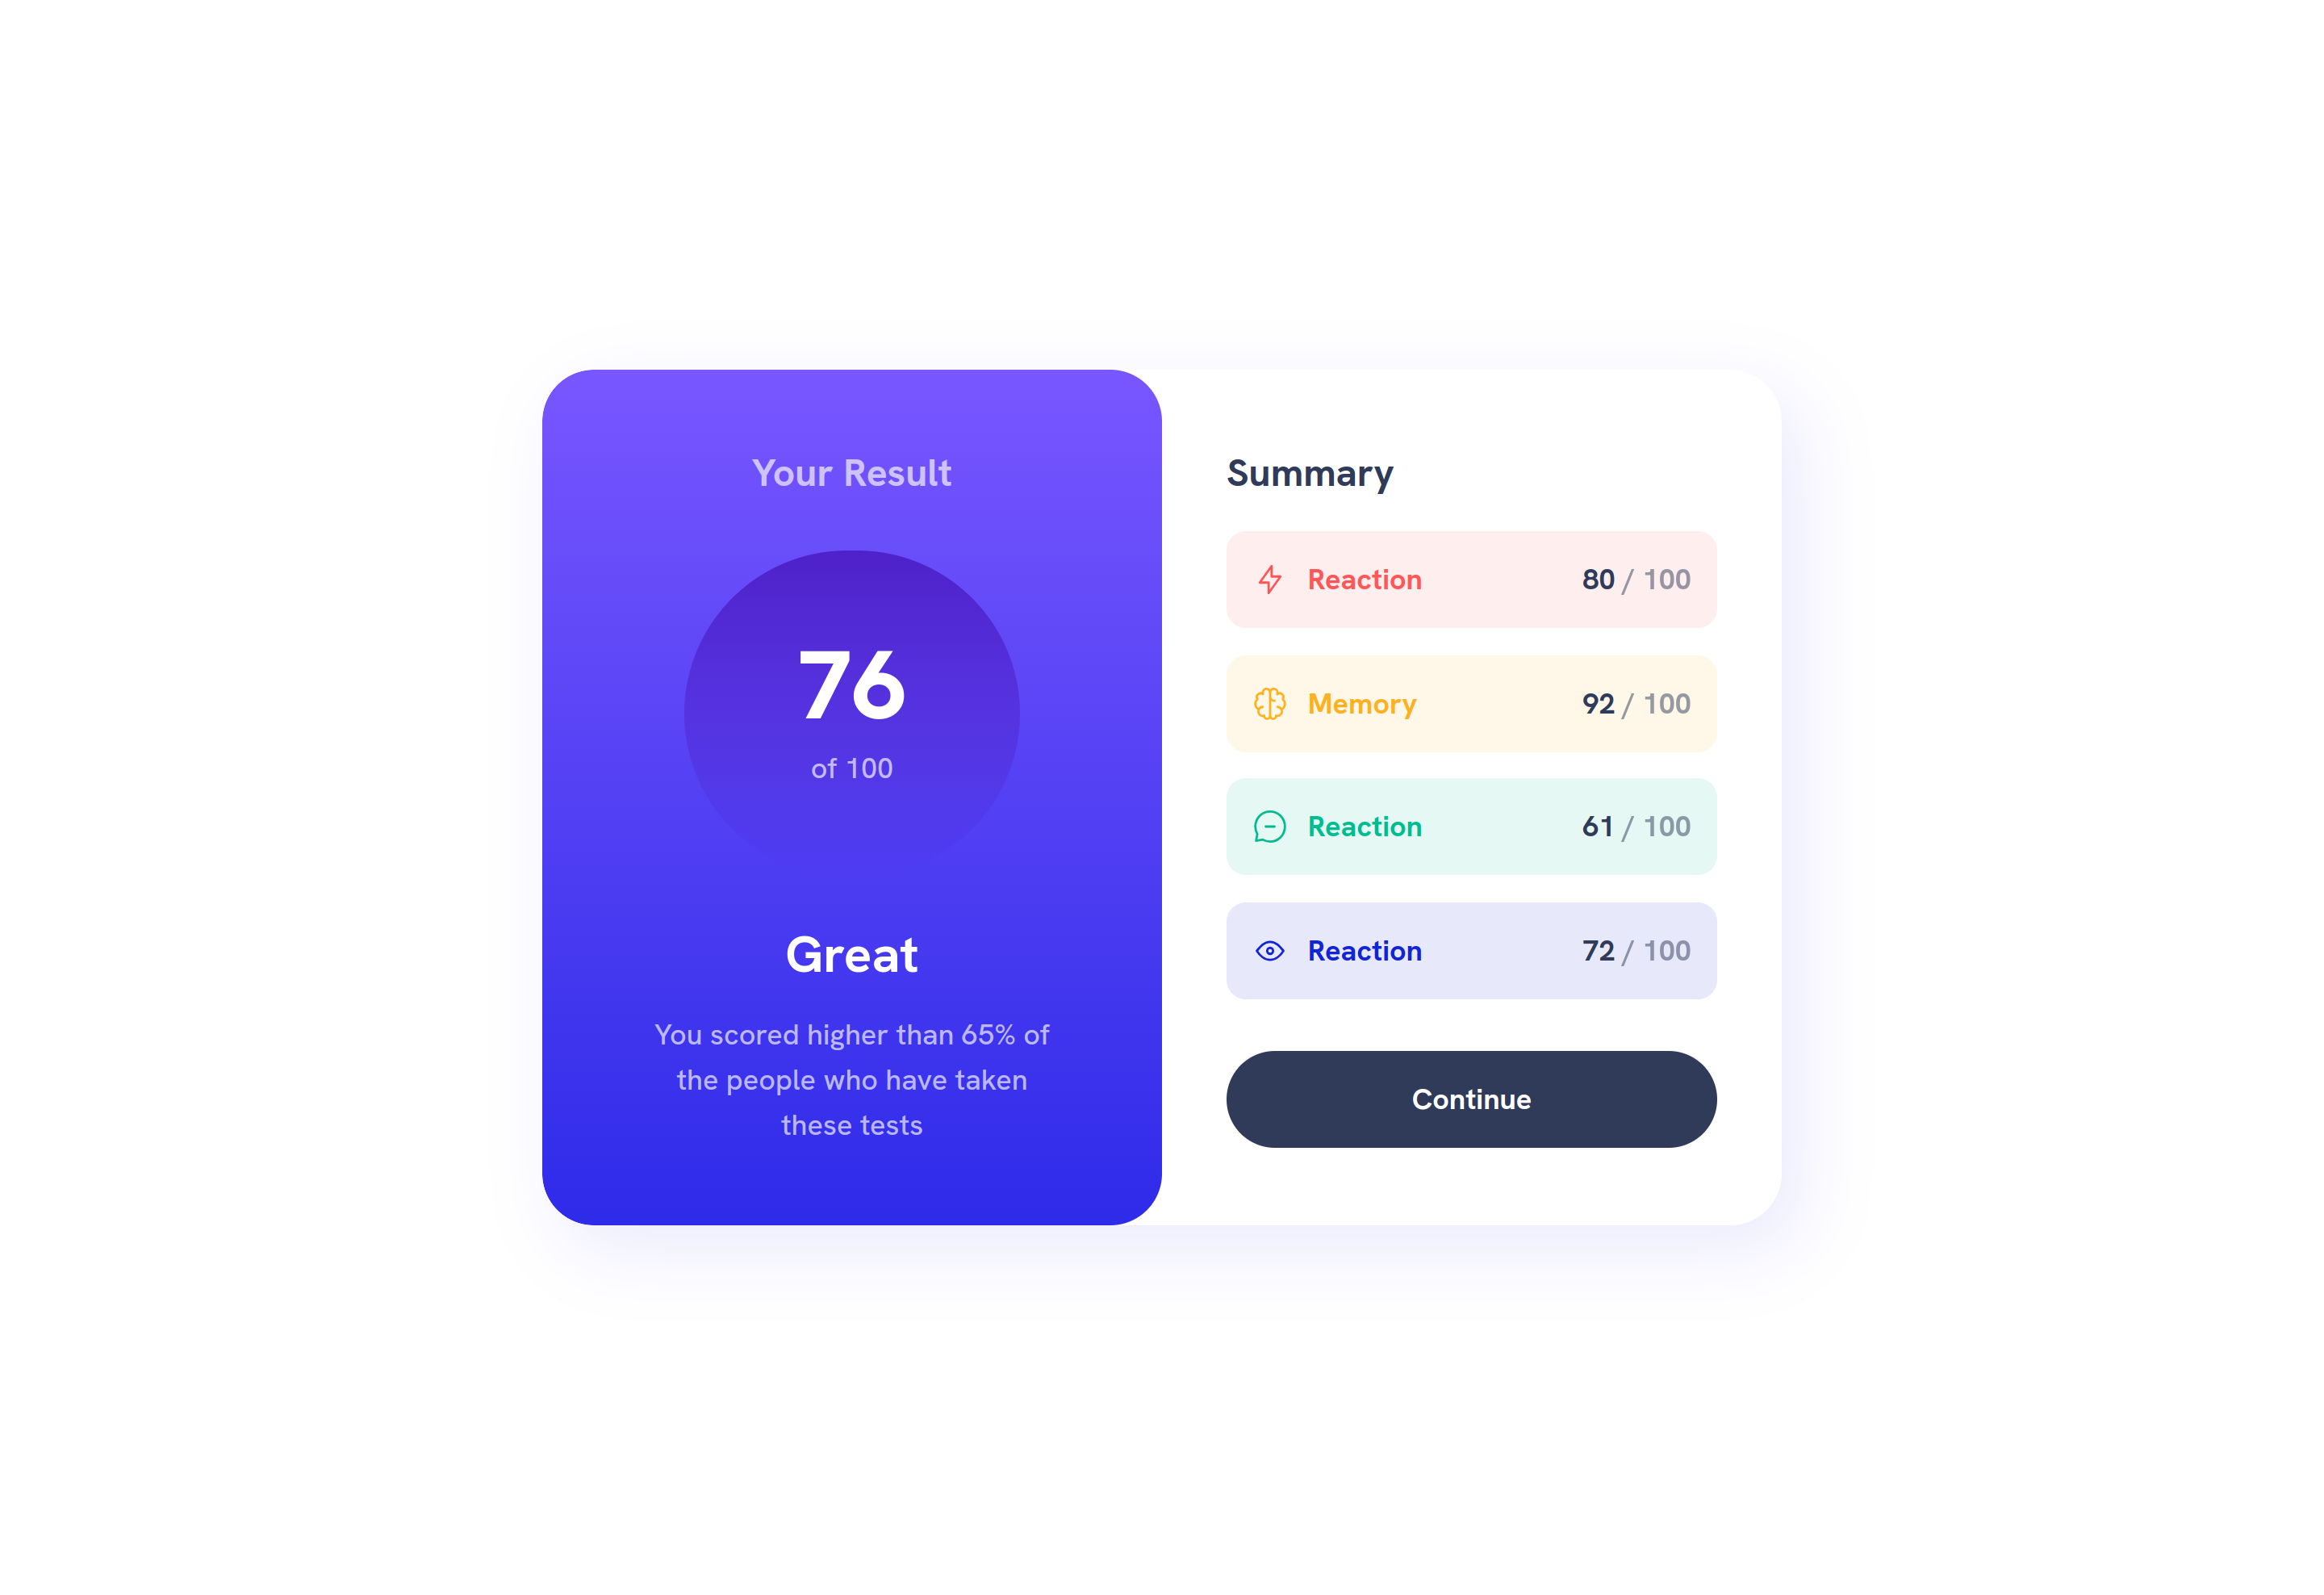 Your Result
76
of 100
Great
You scored higher than 65% of
the people who have taken
these tests
Summary
Reaction 80 / 100
Memory 92 / 100
Reaction 61 / 100
Reaction 72 / 100
Continue